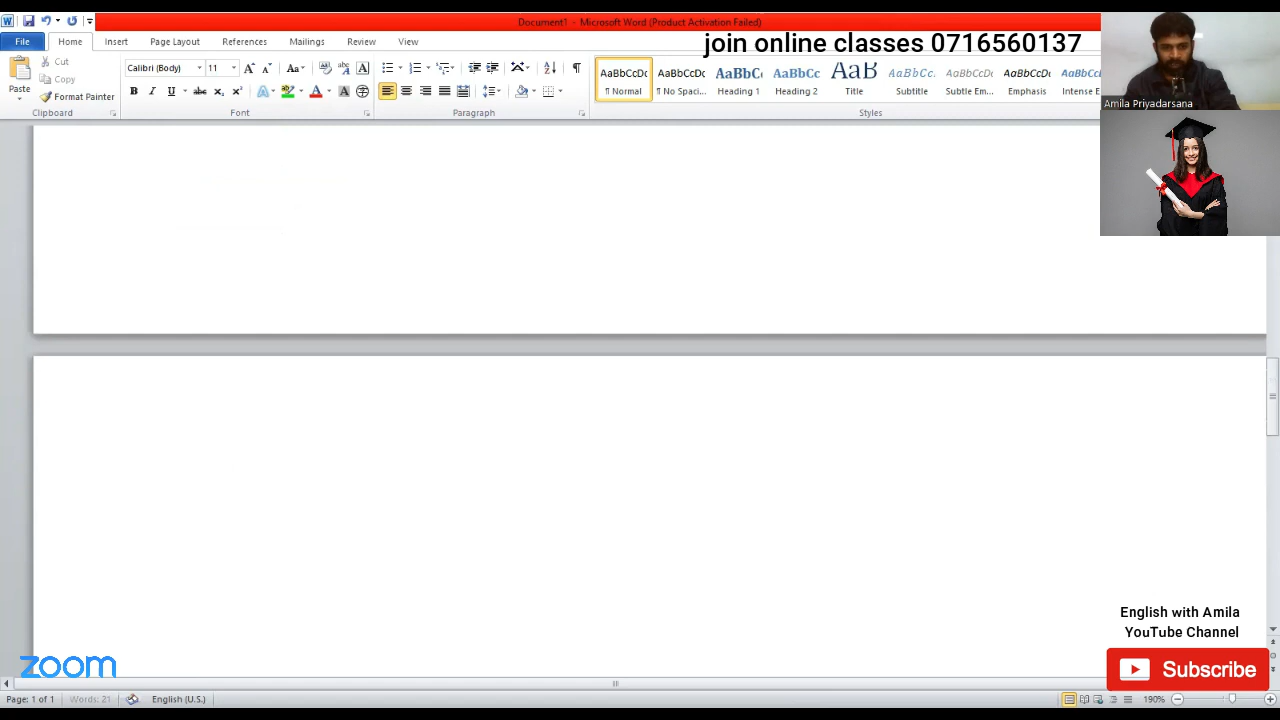 Document1 - Microsoft Word (Product Activation Failed)
File Home Insert Page Layout References Mailings Review View
join online classes 0716560137
Paste
Cut
Copy
Format Painter
Clipboard
Calibri (Body) 11
Font
Paragraph
AaBbCcDc AaBbCcDc AaBbC AaBbCc AaB AaBbCc. AaBbCcDc AaBbCcDc AaBbCcDc
¶ Normal ¶ No Spaci... Heading 1 Heading 2 Title Subtitle Subtle Em... Emphasis Intense E
Styles
Amila Priyadarsana
English with Amila
YouTube Channel
Subscribe
zoom
Page: 1 of 1 Words: 21 English (U.S.) 190%